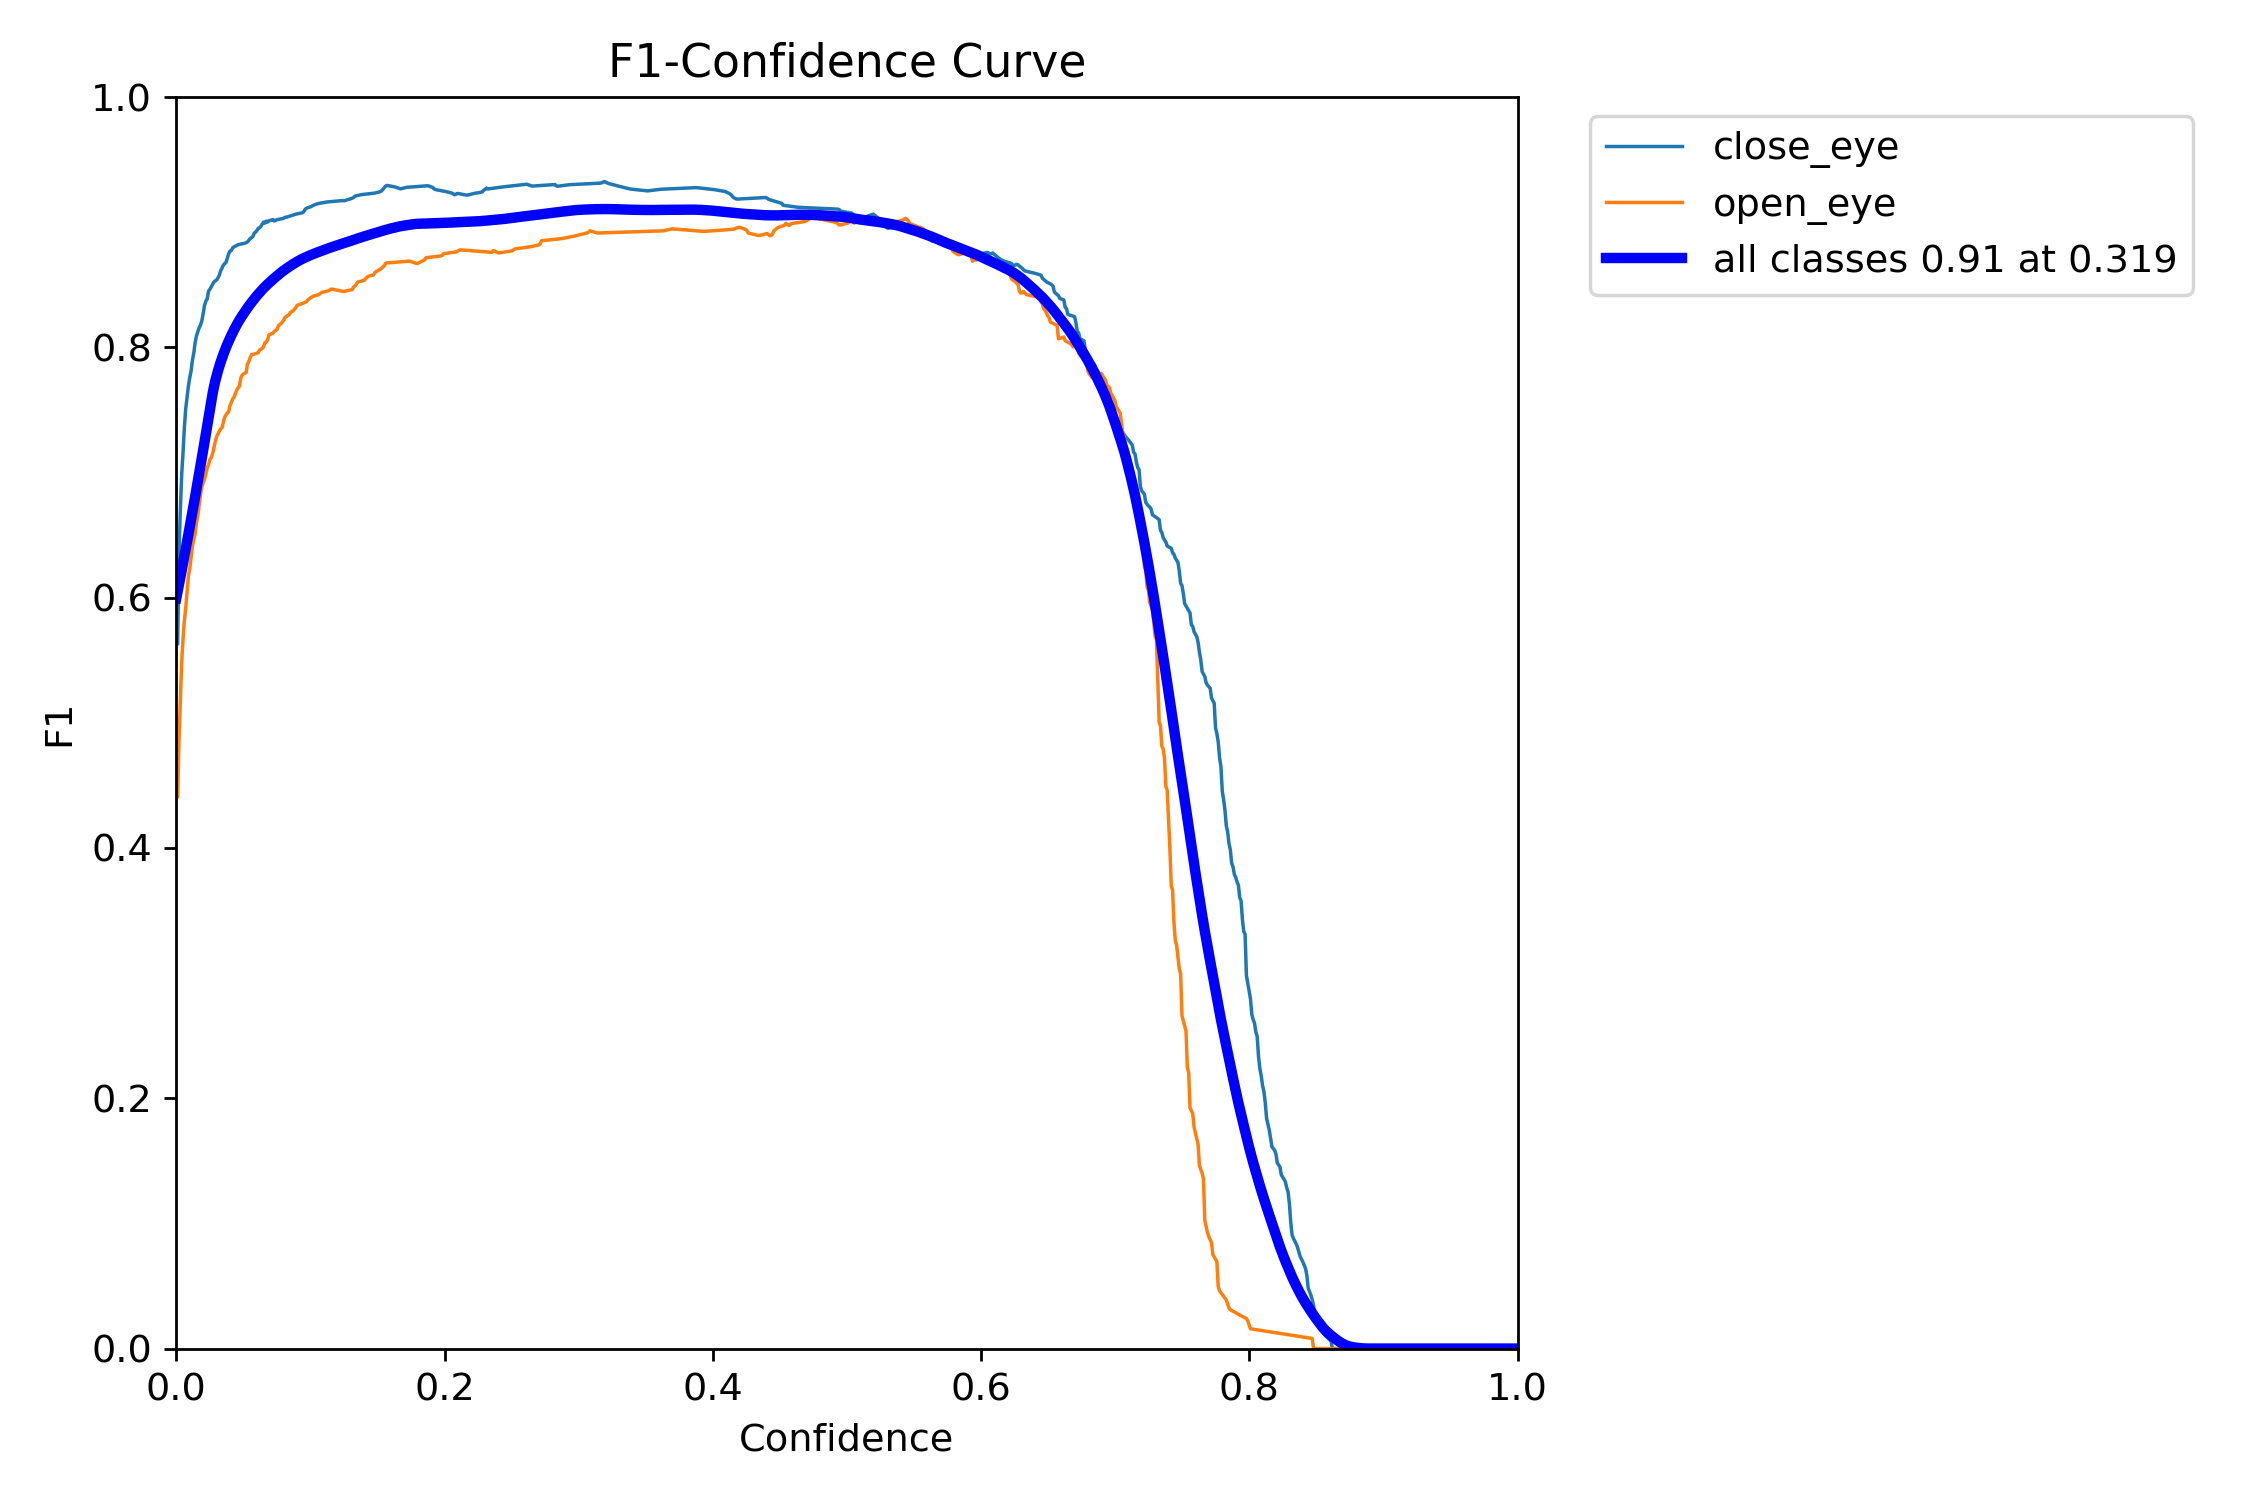 F1-Confidence Curve
1.0
0.8
0.6
0.4
0.2
0.0
F1
0.0 0.2 0.4 0.6 0.8 1.0
Confidence
close_eye
open_eye
all classes 0.91 at 0.319